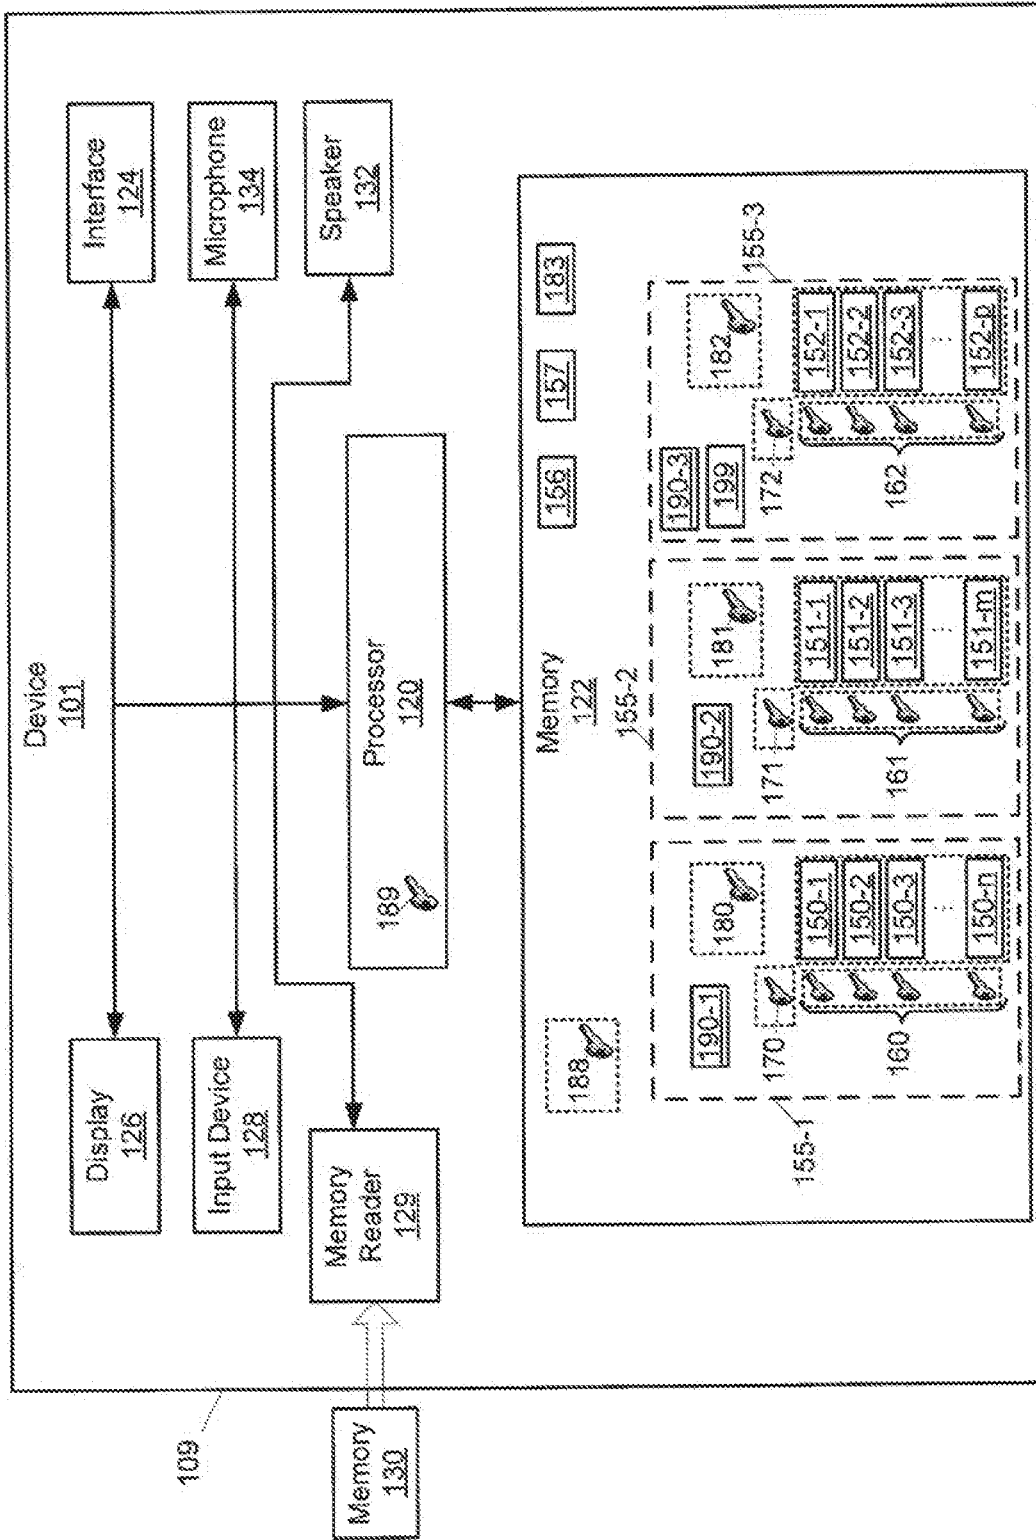 Device
101
Display
126
Interface
124
Input Device
128
Microphone
134
Memory
Reader
129
Speaker
132
109
Memory
130
Processor
120
189
Memory
122
188
156
157
183
155-1
190-1
180
170
150-1
150-2
150-3
150-n
160
155-2
190-2
181
171
151-1
151-2
151-3
151-m
161
155-3
190-3
199
182
172
152-1
152-2
152-3
152-p
162